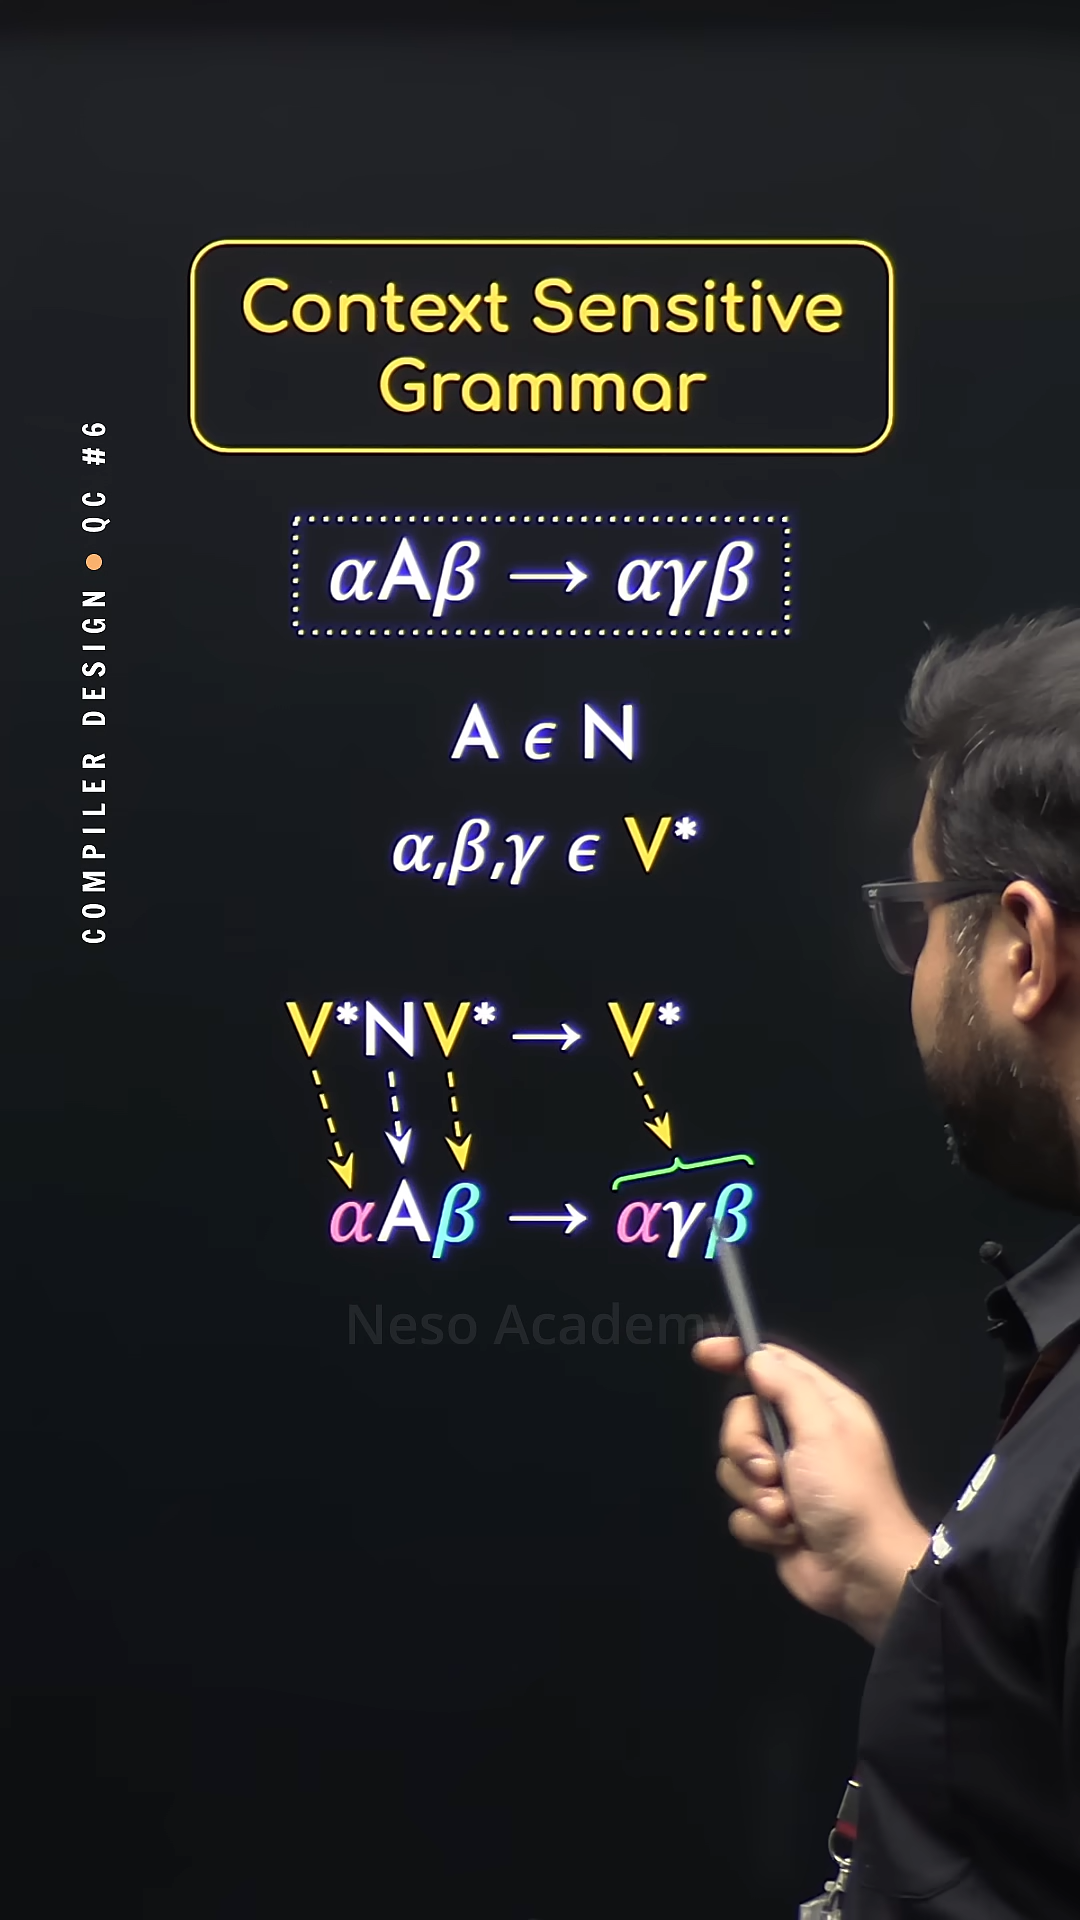 Context Sensitive
Grammar
COMPILER DESIGN • QC #6
αAβ → αγβ
A ϵ N
α,β,γ ϵ V*
V*NV* → V*
αAβ → αγβ
Neso Academy